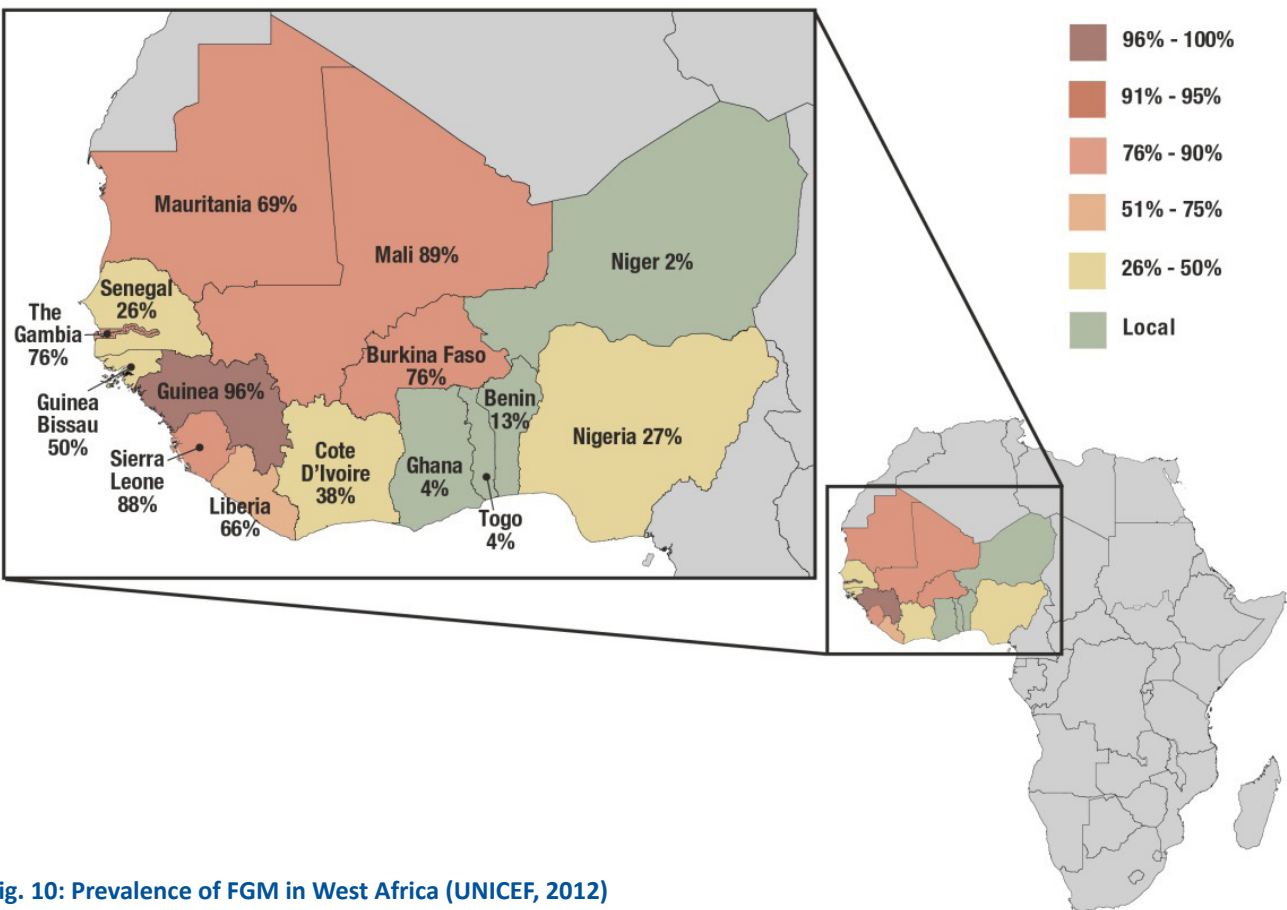 96% - 100%
91% - 95%
76% - 90%
51% - 75%
26% - 50%
Local
Mauritania 69%
Mali 89%
Niger 2%
Senegal
26%
The
Gambia
76%
Burkina Faso
76%
Guinea 96%
Benin
13%
Guinea
Bissau
50%
Nigeria 27%
Cote
D'Ivoire
38%
Ghana
4%
Sierra
Leone
88%
Liberia
66%
Togo
4%
ig. 10: Prevalence of FGM in West Africa (UNICEF, 2012)